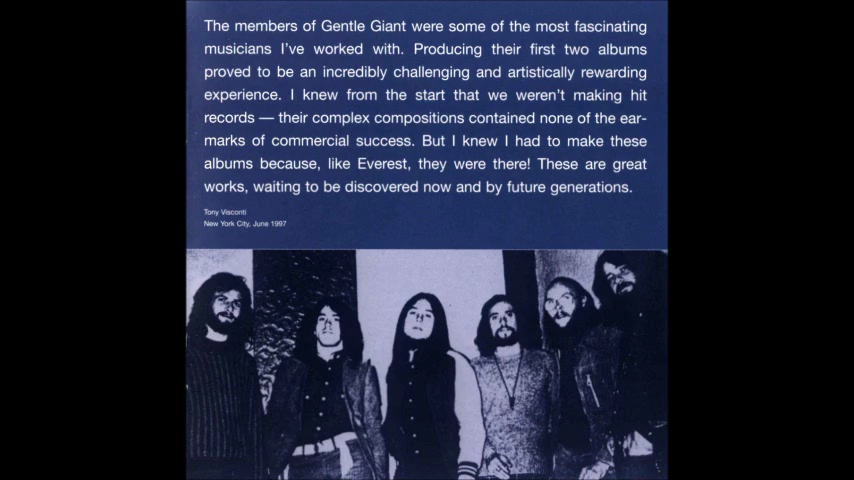 The members of Gentle Giant were some of the most fascinating
musicians I've worked with. Producing their first two albums
proved to be an incredibly challenging and artistically rewarding
experience. I knew from the start that we weren't making hit
records — their complex compositions contained none of the ear-
marks of commercial success. But I knew I had to make these
albums because, like Everest, they were there! These are great
works, waiting to be discovered now and by future generations.
Tony Visconti
New York City, June 1997